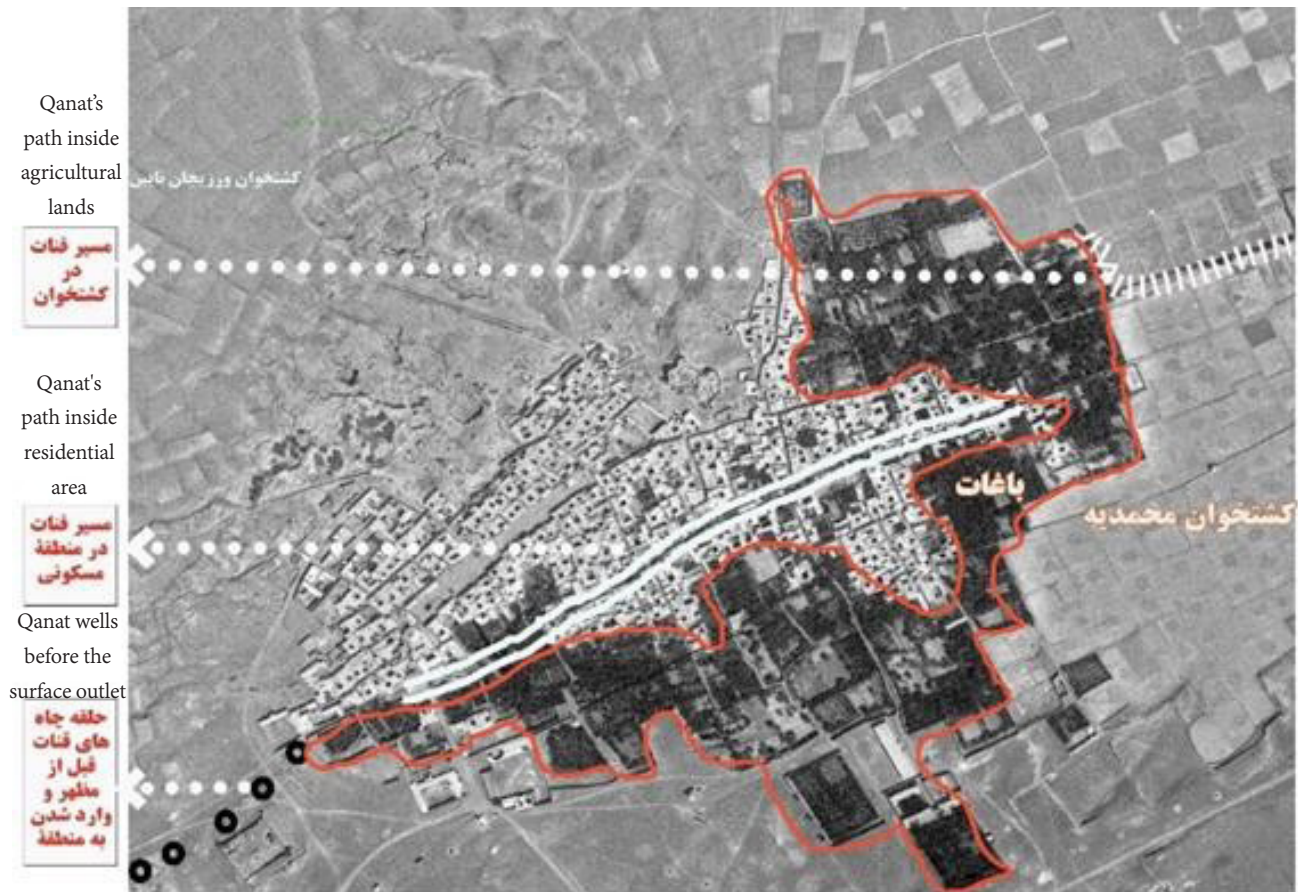 Qanat's
path inside
agricultural
lands
مسیر قنات
در
کشتخوان
Qanat's
path inside
residential
area
مسیر قنات
در منطقهٔ
مسکونی
Qanat wells
before the
surface outlet
حلقه چاه
های قنات
قبل از
مظهر و
وارد شدن
به منطقهٔ
کشتخوان ورزیجان نایین
باغات
کشتخوان محمدیه